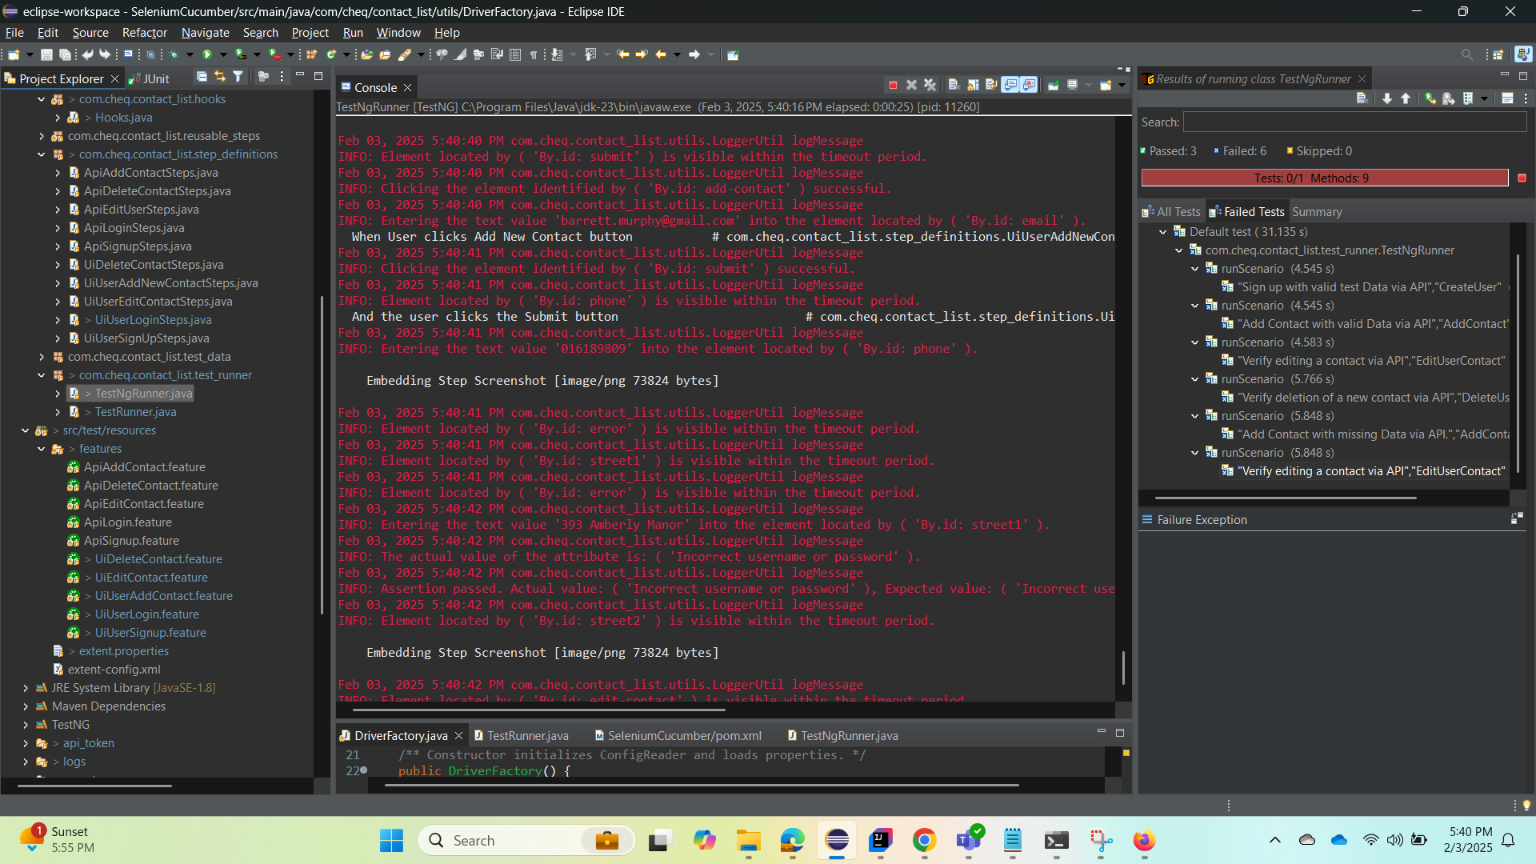 eclipse-workspace - SeleniumCucumber/src/main/java/com/cheq/contact_list/utils/DriverFactory.java - Eclipse IDE
File Edit Source Refactor Navigate Search Project Run Window Help
Project Explorer
JUnit
com.cheq.contact_list.hooks
> Hooks.java
com.cheq.contact_list.reusable_steps
> com.cheq.contact_list.step_definitions
ApiAddContactSteps.java
ApiDeleteContactSteps.java
ApiEditUserSteps.java
ApiLoginSteps.java
ApiSignupSteps.java
UiDeleteContactSteps.java
UiUserAddNewContactSteps.java
UiUserEditContactSteps.java
> UiUserLoginSteps.java
UiUserSignUpSteps.java
com.cheq.contact_list.test_data
> com.cheq.contact_list.test_runner
> TestNgRunner.java
> TestRunner.java
> src/test/resources
> features
ApiAddContact.feature
ApiDeleteContact.feature
ApiEditContact.feature
ApiLogin.feature
ApiSignup.feature
> UiDeleteContact.feature
> UiEditContact.feature
> UiUserAddContact.feature
> UiUserLogin.feature
> UiUserSignup.feature
> extent.properties
extent-config.xml
JRE System Library [JavaSE-1.8]
Maven Dependencies
TestNG
> api_token
> logs
Console
TestNgRunner [TestNG] C:\Program Files\Java\jdk-23\bin\javaw.exe (Feb 3, 2025, 5:40:16 PM elapsed: 0:00:25) [pid: 11260]
Feb 03, 2025 5:40:40 PM com.cheq.contact_list.utils.LoggerUtil logMessage
INFO: Element located by ( 'By.id: submit' ) is visible within the timeout period.
Feb 03, 2025 5:40:40 PM com.cheq.contact_list.utils.LoggerUtil logMessage
INFO: Clicking the element identified by ( 'By.id: add-contact' ) successful.
Feb 03, 2025 5:40:40 PM com.cheq.contact_list.utils.LoggerUtil logMessage
INFO: Entering the text value 'barrett.murphy@gmail.com' into the element located by ( 'By.id: email' ).
When User clicks Add New Contact button # com.cheq.contact_list.step_definitions.UiUserAddNewCon
Feb 03, 2025 5:40:41 PM com.cheq.contact_list.utils.LoggerUtil logMessage
INFO: Clicking the element identified by ( 'By.id: submit' ) successful.
Feb 03, 2025 5:40:41 PM com.cheq.contact_list.utils.LoggerUtil logMessage
INFO: Element located by ( 'By.id: phone' ) is visible within the timeout period.
And the user clicks the Submit button # com.cheq.contact_list.step_definitions.Ui
Feb 03, 2025 5:40:41 PM com.cheq.contact_list.utils.LoggerUtil logMessage
INFO: Entering the text value '016189809' into the element located by ( 'By.id: phone' ).
Embedding Step Screenshot [image/png 73824 bytes]
Feb 03, 2025 5:40:41 PM com.cheq.contact_list.utils.LoggerUtil logMessage
INFO: Element located by ( 'By.id: error' ) is visible within the timeout period.
Feb 03, 2025 5:40:41 PM com.cheq.contact_list.utils.LoggerUtil logMessage
INFO: Element located by ( 'By.id: street1' ) is visible within the timeout period.
Feb 03, 2025 5:40:41 PM com.cheq.contact_list.utils.LoggerUtil logMessage
INFO: Element located by ( 'By.id: error' ) is visible within the timeout period.
Feb 03, 2025 5:40:42 PM com.cheq.contact_list.utils.LoggerUtil logMessage
INFO: Entering the text value '393 Amberly Manor' into the element located by ( 'By.id: street1' ).
Feb 03, 2025 5:40:42 PM com.cheq.contact_list.utils.LoggerUtil logMessage
INFO: The actual value of the attribute is: ( 'Incorrect username or password' ).
Feb 03, 2025 5:40:42 PM com.cheq.contact_list.utils.LoggerUtil logMessage
INFO: Assertion passed. Actual value: ( 'Incorrect username or password' ), Expected value: ( 'Incorrect use
Feb 03, 2025 5:40:42 PM com.cheq.contact_list.utils.LoggerUtil logMessage
INFO: Element located by ( 'By.id: street2' ) is visible within the timeout period.
Embedding Step Screenshot [image/png 73824 bytes]
Feb 03, 2025 5:40:42 PM com.cheq.contact_list.utils.LoggerUtil logMessage
INFO: Element located by ( 'By.id: edit-contact' ) is visible within the timeout period
DriverFactory.java TestRunner.java SeleniumCucumber/pom.xml TestNgRunner.java
21 /** Constructor initializes ConfigReader and loads properties. */
22 public DriverFactory() {
Results of running class TestNgRunner
Search:
Passed: 3 Failed: 6 Skipped: 0
Tests: 0/1 Methods: 9
All Tests Failed Tests Summary
Default test ( 31.135 s)
com.cheq.contact_list.test_runner.TestNgRunner
runScenario (4.545 s)
"Sign up with valid test Data via API","CreateUser" (
runScenario (4.545 s)
"Add Contact with valid Data via API","AddContact"
runScenario (4.583 s)
"Verify editing a contact via API","EditUserContact"
runScenario (5.766 s)
"Verify deletion of a new contact via API","DeleteUs
runScenario (5.848 s)
"Add Contact with missing Data via API.","AddConta
runScenario (5.848 s)
"Verify editing a contact via API","EditUserContact"
Failure Exception
1
Sunset
5:55 PM
Search
5:40 PM
2/3/2025